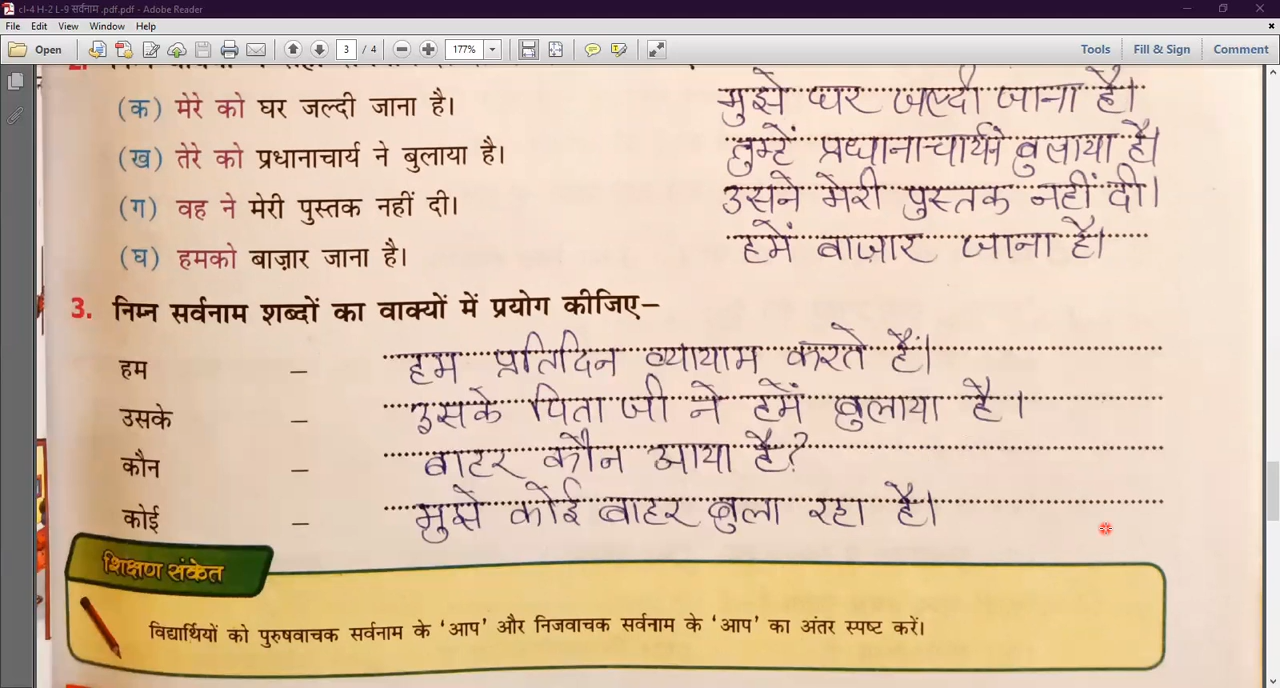 cl-4 H-2 L-9 सर्वनाम .pdf.pdf - Adobe Reader
File Edit View Window Help
Open 3 / 4 177% Tools Fill & Sign Comment
2.
(क) मेरे को घर जल्दी जाना है। मुझे घर जल्दी जाना है।
(ख) तेरे को प्रधानाचार्य ने बुलाया है। तुम्हें प्रधानाचार्य ने बुलाया है।
(ग) वह ने मेरी पुस्तक नहीं दी। उसने मेरी पुस्तक नहीं दी।
(घ) हमको बाज़ार जाना है। हमें बाज़ार जाना है।
3. निम्न सर्वनाम शब्दों का वाक्यों में प्रयोग कीजिए–
हम – हम प्रतिदिन व्यायाम करते हैं।
उसके – उसके पिता जी ने हमें बुलाया है।
कौन – बाहर कौन आया है?
कोई – मुझे कोई बाहर बुला रहा है।
शिक्षण संकेत
विद्यार्थियों को पुरुषवाचक सर्वनाम के 'आप' और निजवाचक सर्वनाम के 'आप' का अंतर स्पष्ट करें।